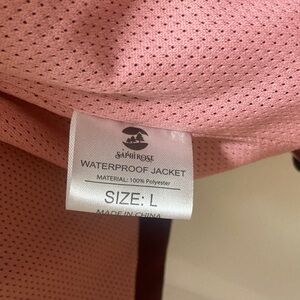 SAPHIROSE
WATERPROOF JACKET
MATERIAL: 100% Polyester
SIZE: L
MADE IN CHINA